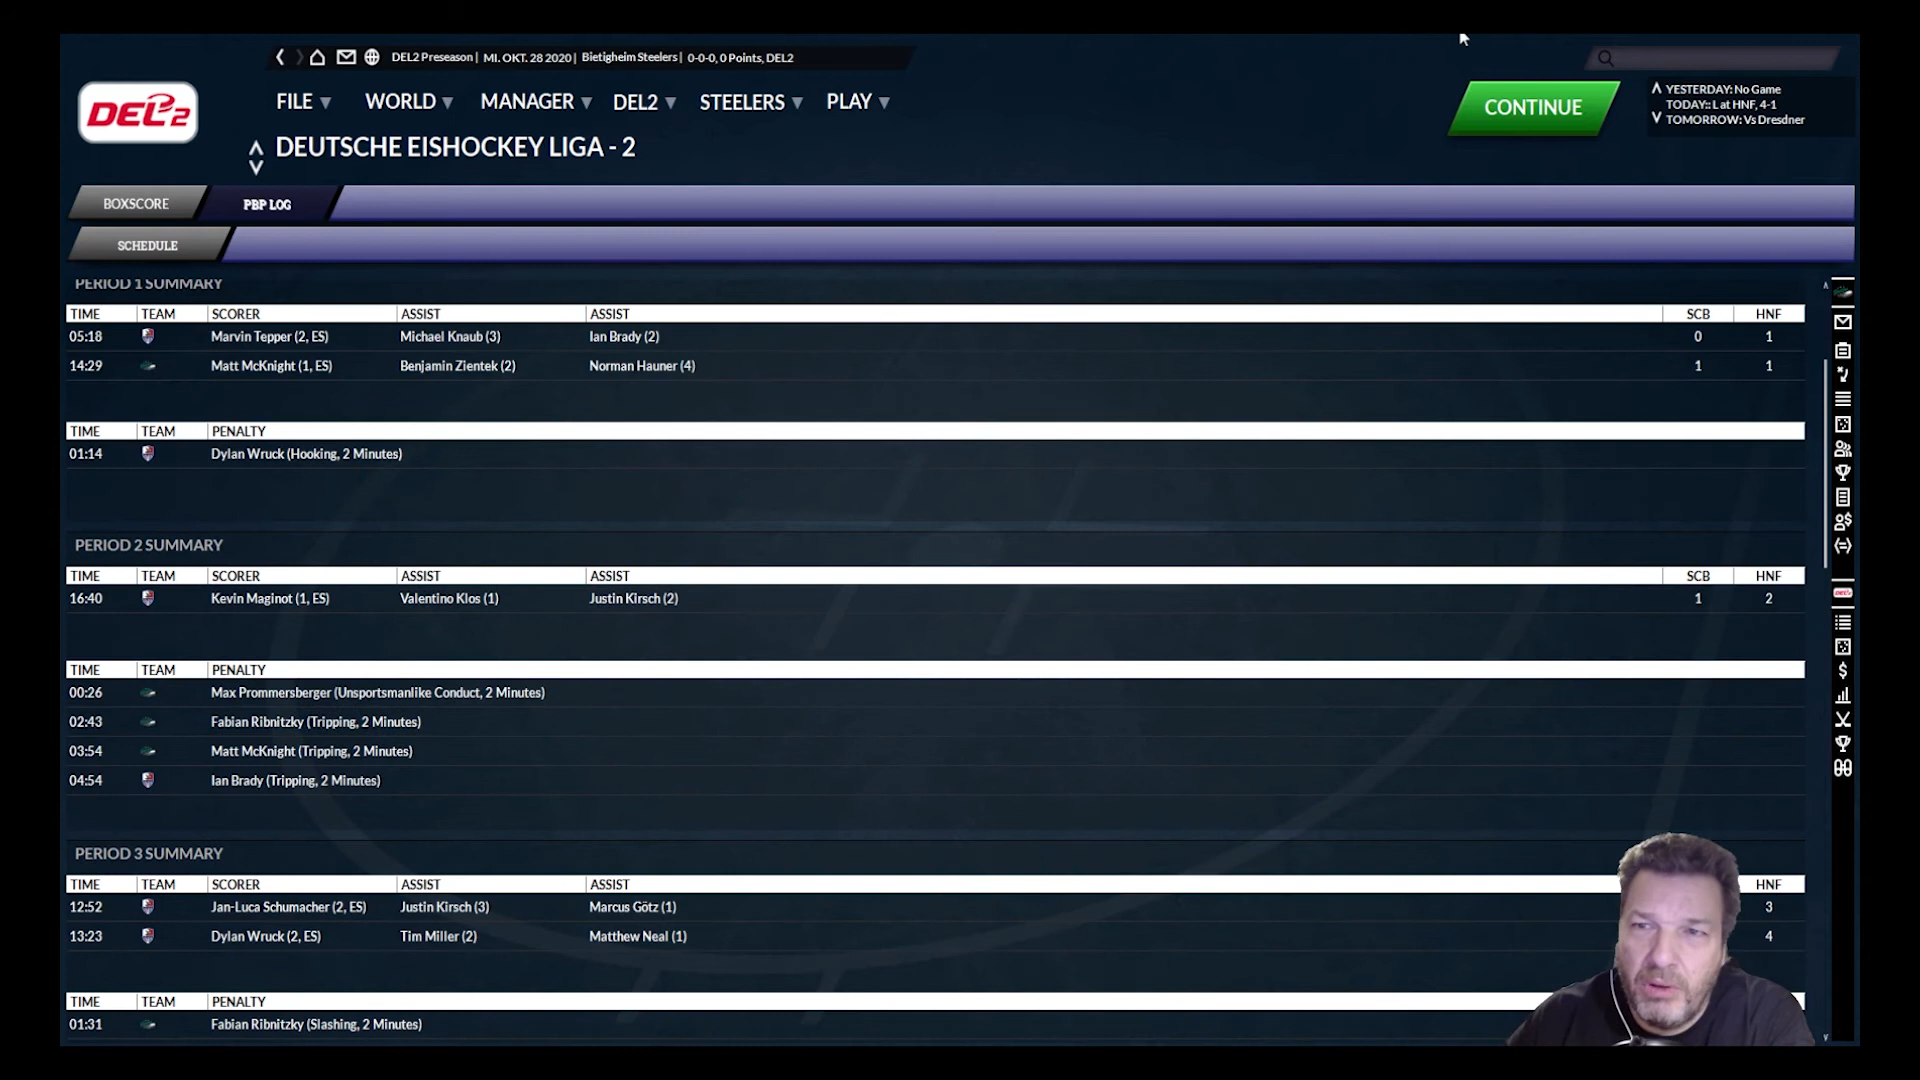 DEL2 Preseason | MI. OKT. 28 2020 | Bietigheim Steelers | 0-0-0, 0 Points, DEL2
DEL2
FILE WORLD MANAGER DEL2 STEELERS PLAY
CONTINUE
YESTERDAY: No Game
TODAY:: L at HNF, 4-1
TOMORROW: Vs Dresdner
DEUTSCHE EISHOCKEY LIGA - 2
BOXSCORE PBP LOG
SCHEDULE
PERIOD 1 SUMMARY
TIME TEAM SCORER ASSIST ASSIST SCB HNF
05:18 Marvin Tepper (2, ES) Michael Knaub (3) Ian Brady (2) 0 1
14:29 Matt McKnight (1, ES) Benjamin Zientek (2) Norman Hauner (4) 1 1
TIME TEAM PENALTY
01:14 Dylan Wruck (Hooking, 2 Minutes)
PERIOD 2 SUMMARY
TIME TEAM SCORER ASSIST ASSIST SCB HNF
16:40 Kevin Maginot (1, ES) Valentino Klos (1) Justin Kirsch (2) 1 2
TIME TEAM PENALTY
00:26 Max Prommersberger (Unsportsmanlike Conduct, 2 Minutes)
02:43 Fabian Ribnitzky (Tripping, 2 Minutes)
03:54 Matt McKnight (Tripping, 2 Minutes)
04:54 Ian Brady (Tripping, 2 Minutes)
PERIOD 3 SUMMARY
TIME TEAM SCORER ASSIST ASSIST HNF
12:52 Jan-Luca Schumacher (2, ES) Justin Kirsch (3) Marcus Götz (1) 3
13:23 Dylan Wruck (2, ES) Tim Miller (2) Matthew Neal (1) 4
TIME TEAM PENALTY
01:31 Fabian Ribnitzky (Slashing, 2 Minutes)